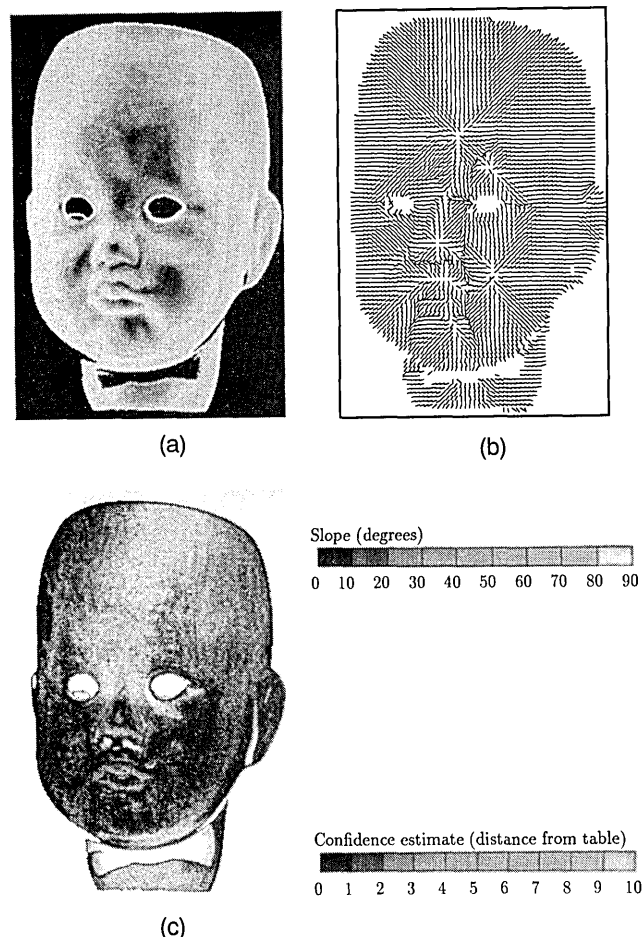 (a)
(b)
Slope (degrees)
0 10 20 30 40 50 60 70 80 90
Confidence estimate (distance from table)
0 1 2 3 4 5 6 7 8 9 10
(c)